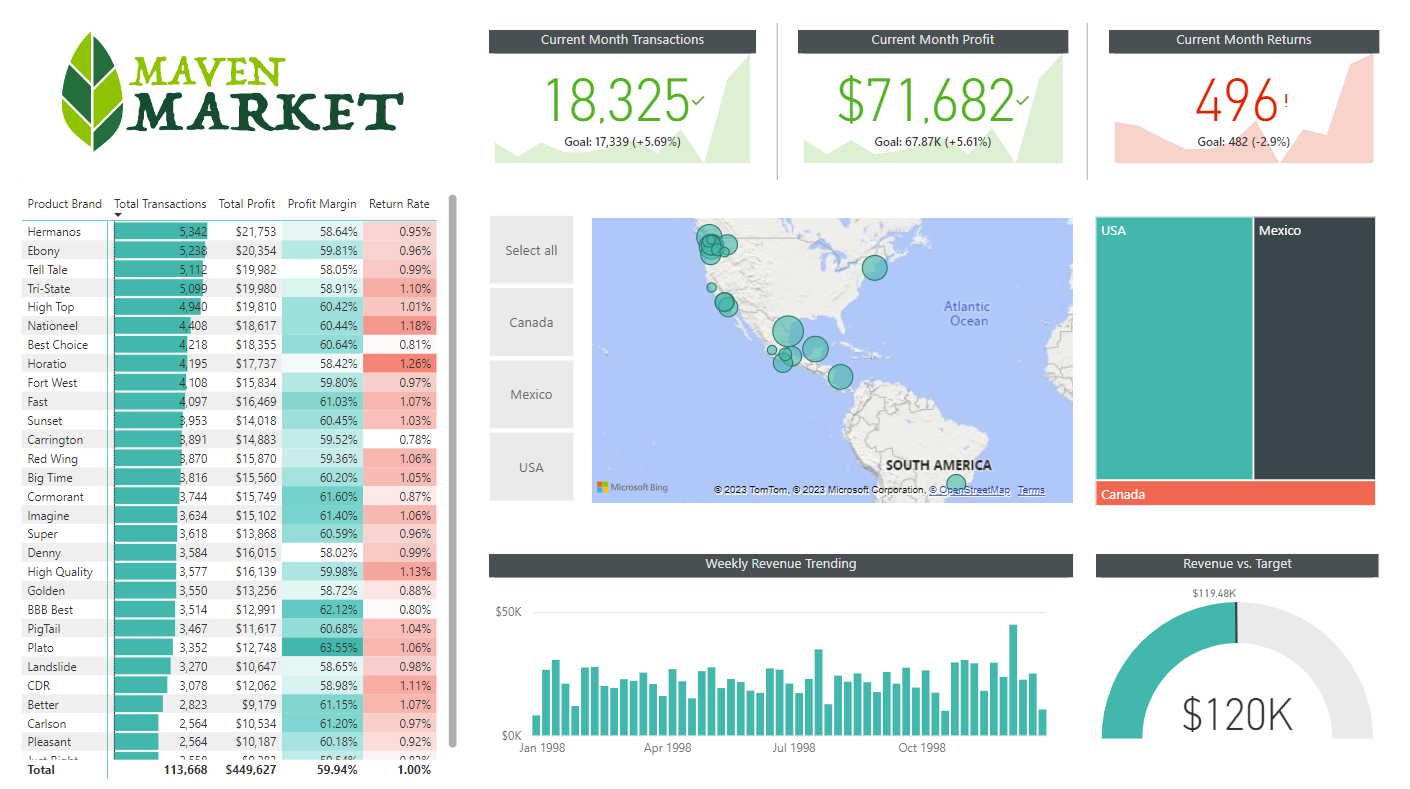 MAVEN
MARKET
Current Month Transactions
18,325
Goal: 17,339 (+5.69%)
Current Month Profit
$71,682
Goal: 67.87K (+5.61%)
Current Month Returns
496!
Goal: 482 (-2.9%)
Product Brand Total Transactions Total Profit Profit Margin Return Rate
Hermanos 5,342 $21,753 58.64% 0.95%
Ebony 5,238 $20,354 59.81% 0.96%
Tell Tale 5,112 $19,982 58.05% 0.99%
Tri-State 5,099 $19,980 58.91% 1.10%
High Top 4,940 $19,810 60.42% 1.01%
Nationeel 4,408 $18,617 60.44% 1.18%
Best Choice 4,218 $18,355 60.64% 0.81%
Horatio 4,195 $17,737 58.42% 1.26%
Fort West 4,108 $15,834 59.80% 0.97%
Fast 4,097 $16,469 61.03% 1.07%
Sunset 3,953 $14,018 60.45% 1.03%
Carrington 3,891 $14,883 59.52% 0.78%
Red Wing 3,870 $15,870 59.36% 1.06%
Big Time 3,816 $15,560 60.20% 1.05%
Cormorant 3,744 $15,749 61.60% 0.87%
Imagine 3,634 $15,102 61.40% 1.06%
Super 3,618 $13,868 60.59% 0.96%
Denny 3,584 $16,015 58.02% 0.99%
High Quality 3,577 $16,139 59.98% 1.13%
Golden 3,550 $13,256 58.72% 0.88%
BBB Best 3,514 $12,991 62.12% 0.80%
PigTail 3,467 $11,617 60.68% 1.04%
Plato 3,352 $12,748 63.55% 1.06%
Landslide 3,270 $10,647 58.65% 0.98%
CDR 3,078 $12,062 58.98% 1.11%
Better 2,823 $9,179 61.15% 1.07%
Carlson 2,564 $10,534 61.20% 0.97%
Pleasant 2,564 $10,187 60.18% 0.92%
Total 113,668 $449,627 59.94% 1.00%
Select all
Canada
Mexico
USA
Atlantic
Ocean
SOUTH AMERICA
Microsoft Bing
© 2023 TomTom, © 2023 Microsoft Corporation, © OpenStreetMap Terms
USA
Mexico
Canada
Weekly Revenue Trending
$50K
$0K
Jan 1998 Apr 1998 Jul 1998 Oct 1998
Revenue vs. Target
$119.48K
$120K